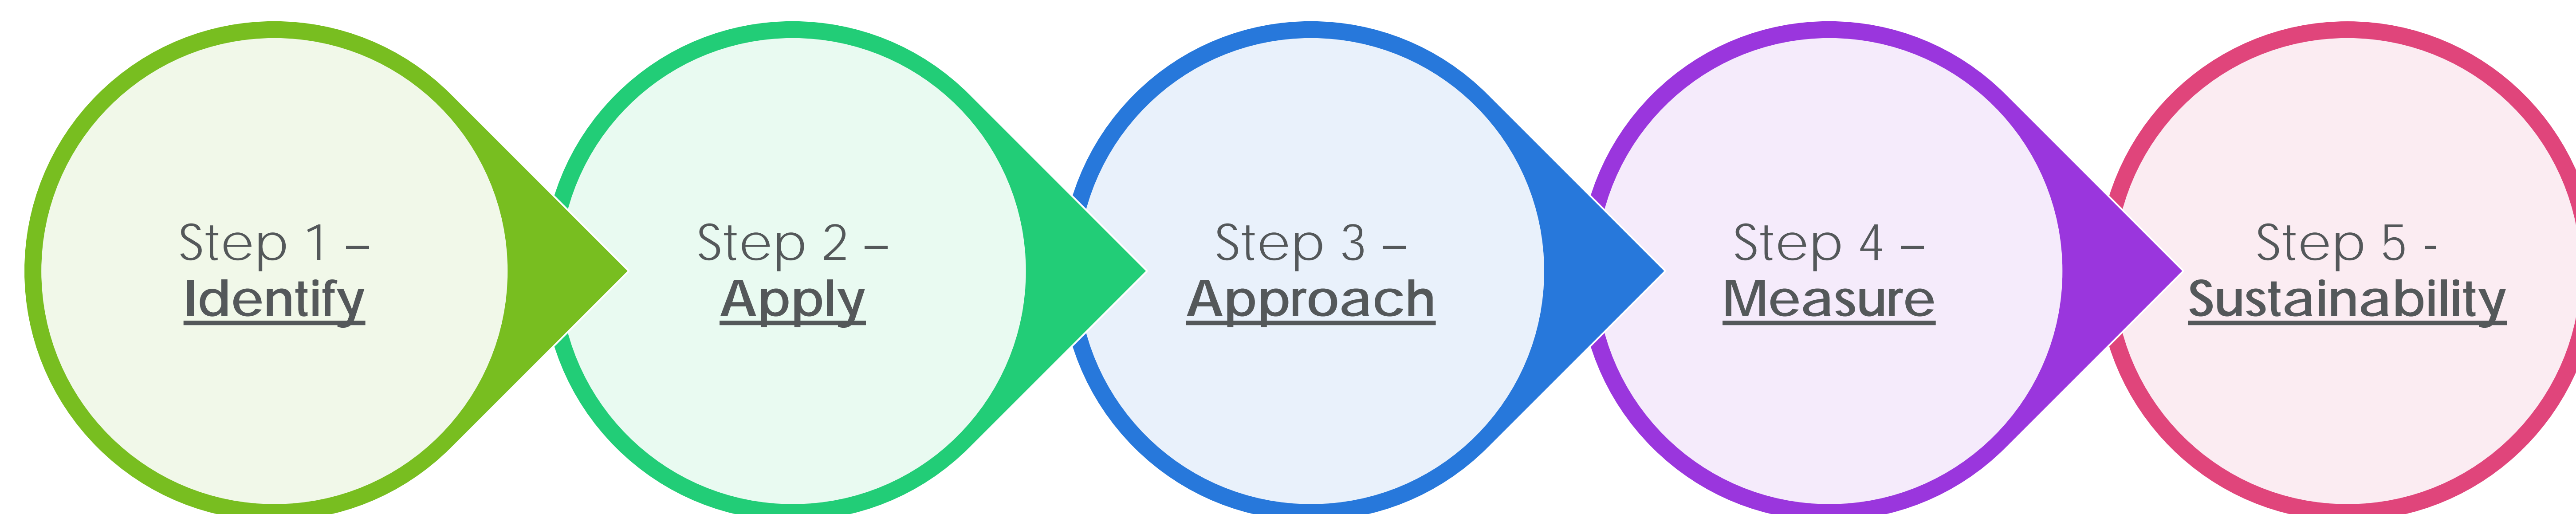 Step 1 –
Identify
Step 2 –
Apply
Step 3 –
Approach
Step 4 –
Measure
Step 5 -
Sustainability